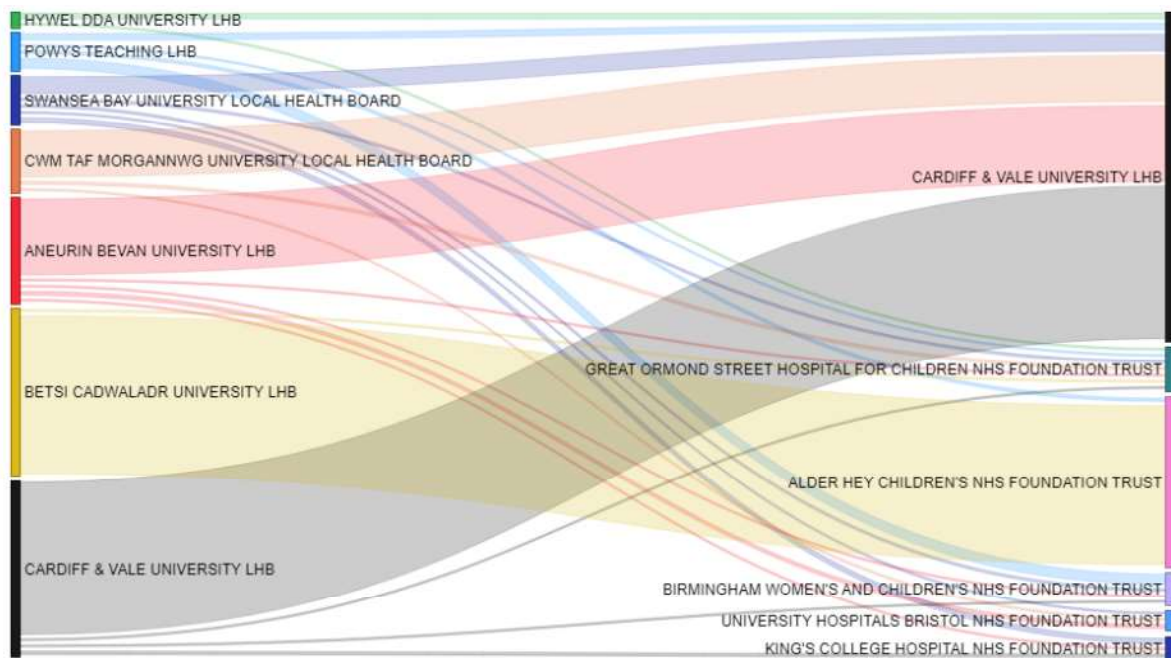 HYWEL DDA UNIVERSITY LHB
POWYS TEACHING LHB
SWANSEA BAY UNIVERSITY LOCAL HEALTH BOARD
CWM TAF MORGANNWG UNIVERSITY LOCAL HEALTH BOARD
ANEURIN BEVAN UNIVERSITY LHB
BETSI CADWALADR UNIVERSITY LHB
CARDIFF & VALE UNIVERSITY LHB
CARDIFF & VALE UNIVERSITY LHB
GREAT ORMOND STREET HOSPITAL FOR CHILDREN NHS FOUNDATION TRUST
ALDER HEY CHILDREN'S NHS FOUNDATION TRUST
BIRMINGHAM WOMEN'S AND CHILDREN'S NHS FOUNDATION TRUST
UNIVERSITY HOSPITALS BRISTOL NHS FOUNDATION TRUST
KING'S COLLEGE HOSPITAL NHS FOUNDATION TRUST